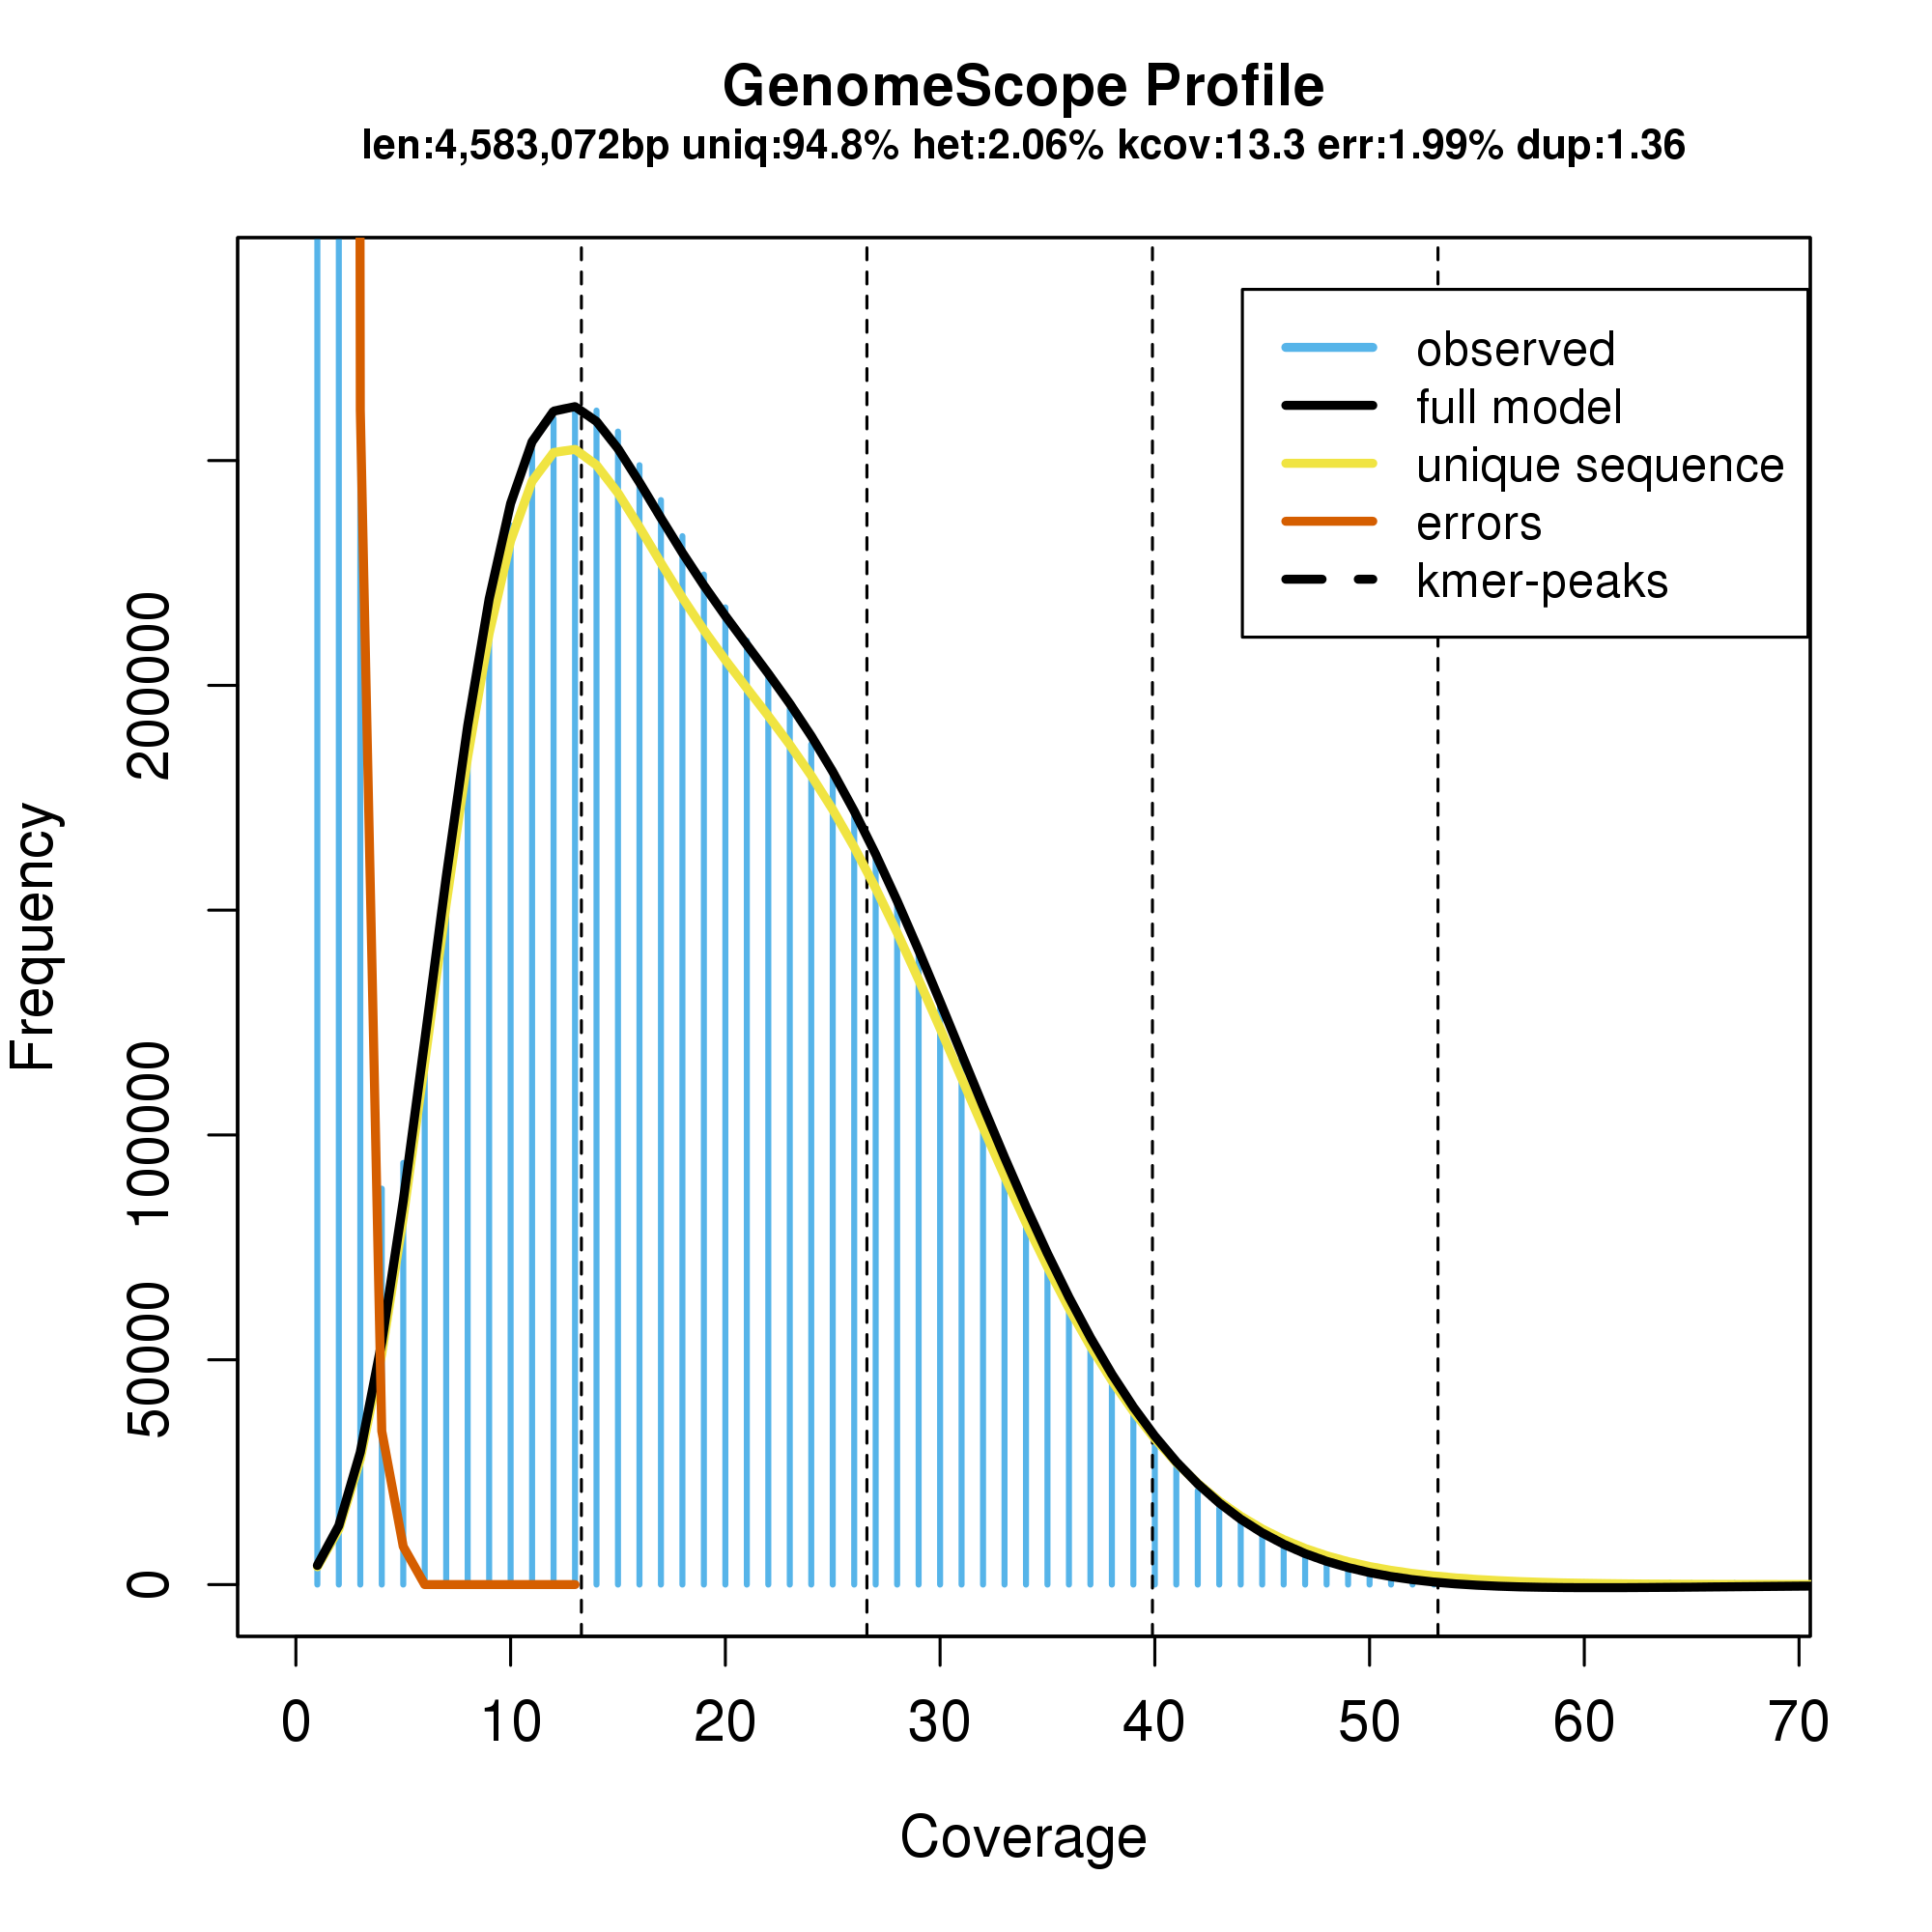 GenomeScope Profile
len:4,583,072bp uniq:94.8% het:2.06% kcov:13.3 err:1.99% dup:1.36
observed
full model
unique sequence
errors
kmer-peaks
Frequency
200000
100000
50000
0
0 10 20 30 40 50 60 70
Coverage